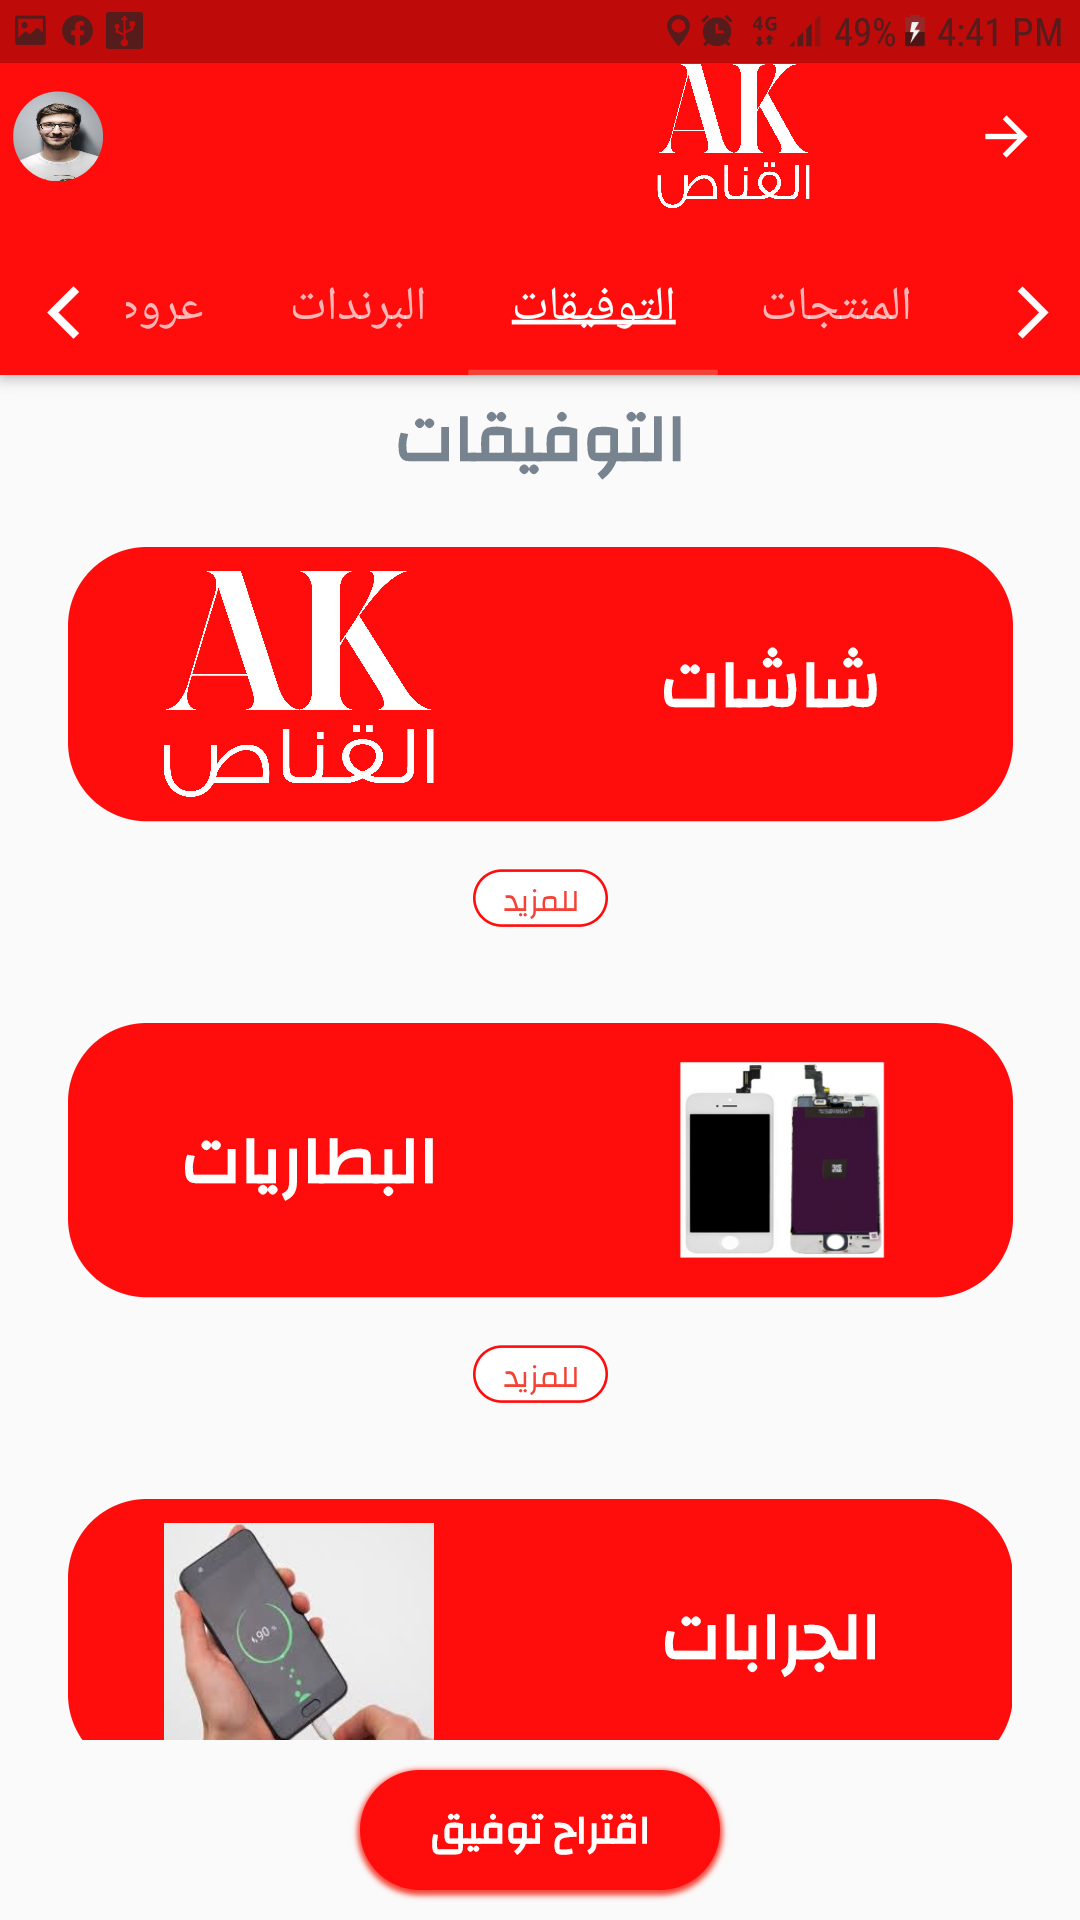 4G 49% 4:41 PM
AK
القناص
المنتجات التوفيقات البرندات عروض
التوفيقات
شاشات
AK
القناص
للمزيد
البطاريات
للمزيد
الجرابات
90%
اقتراح توفيق